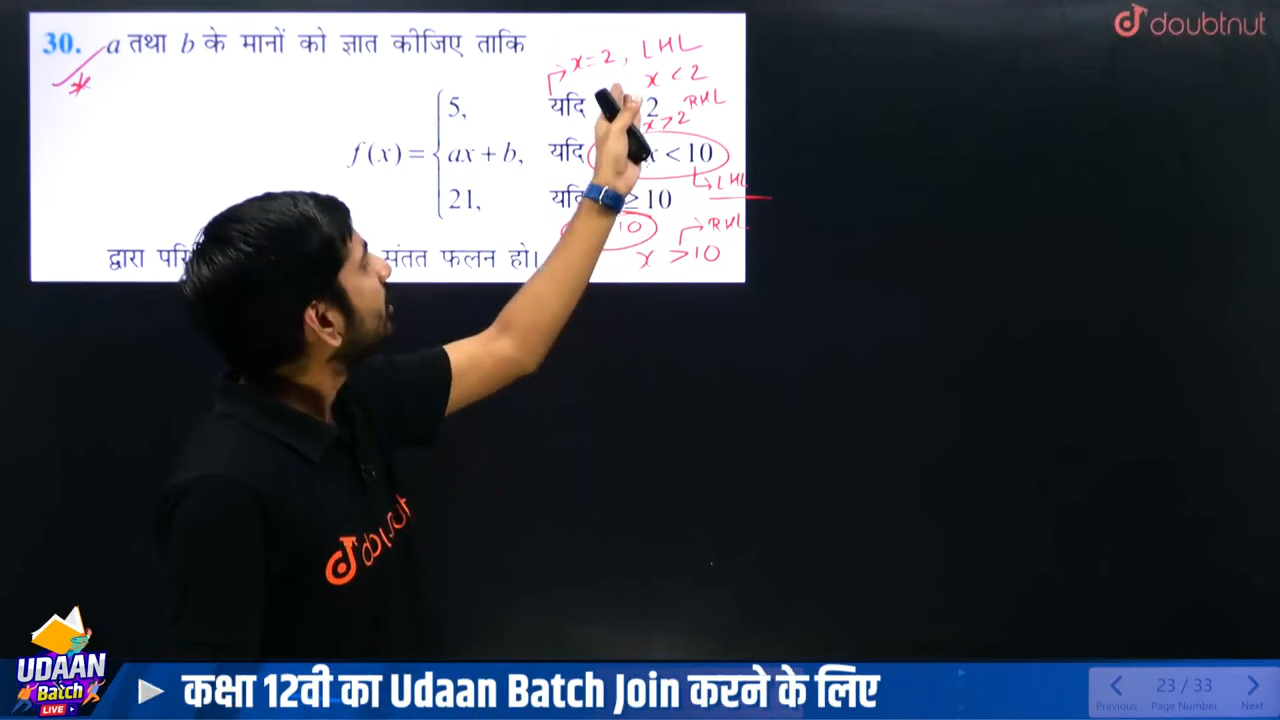 doubtnut
30. a तथा b के मानों को ज्ञात कीजिए ताकि
x = 2, LHL
x < 2
5, यदि 2 RHL
x > 2
f(x) = ax + b, यदि x < 10
LHL
21, यदि ≥ 10
10 RHL
द्वारा संतत फलन हो।
x > 10
doubtnut
UDAAN
Batch
LIVE
कक्षा 12वी का Udaan Batch Join करने के लिए
23 / 33
Previous Page Number Next